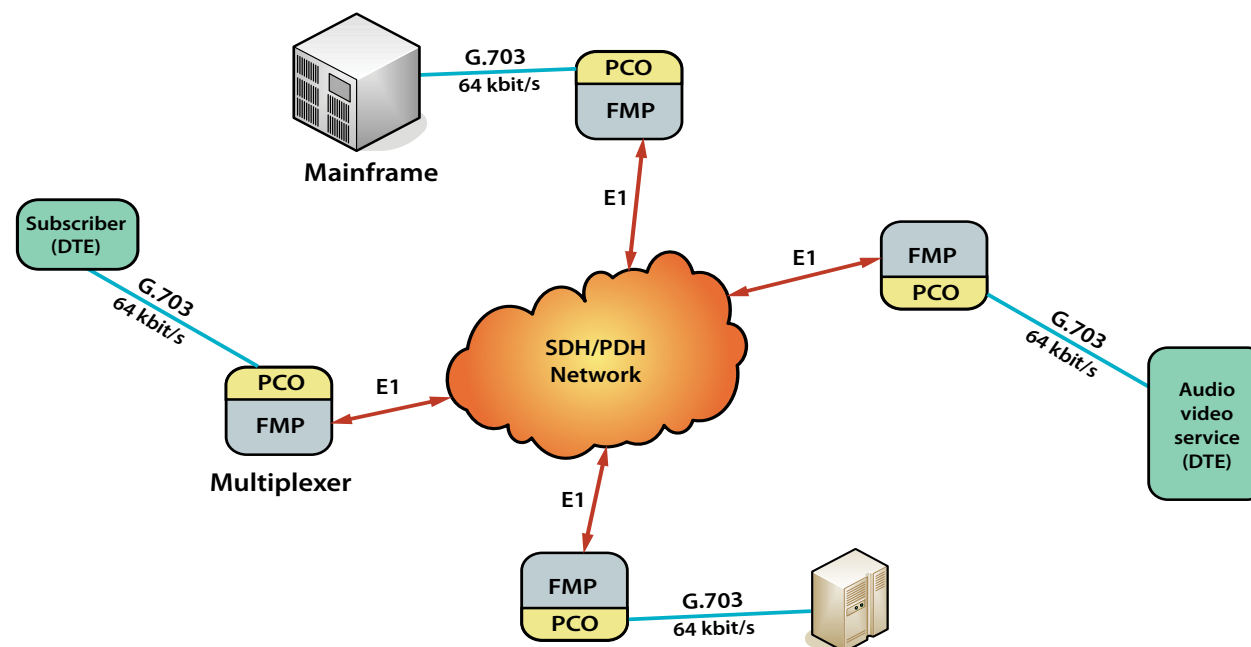 G.703
64 kbit/s
PCO
FMP
Mainframe
E1
Subscriber
(DTE)
G.703
64 kbit/s
PCO
FMP
Multiplexer
E1
SDH/PDH
Network
E1
FMP
PCO
G.703
64 kbit/s
Audio
video
service
(DTE)
E1
FMP
PCO
G.703
64 kbit/s